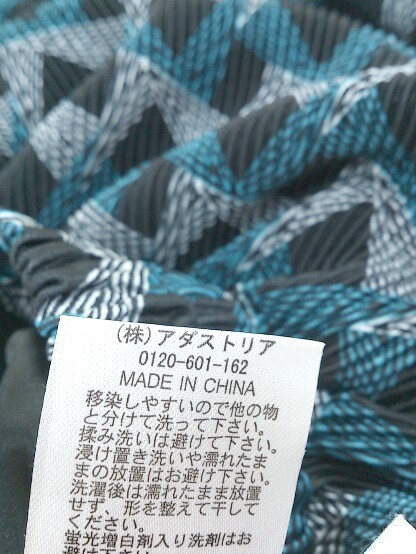 (株)アダストリア
0120-601-162
MADE IN CHINA
移染しやすいので他の物
と分けて洗って下さい。
揉み洗いは避けて下さい。
浸け置き洗いや濡れたま
まの放置はお避け下さい。
洗濯後は濡れたまま放置
せず、形を整えて干して
ください。
蛍光増白剤入り洗剤はお
避け下さい。